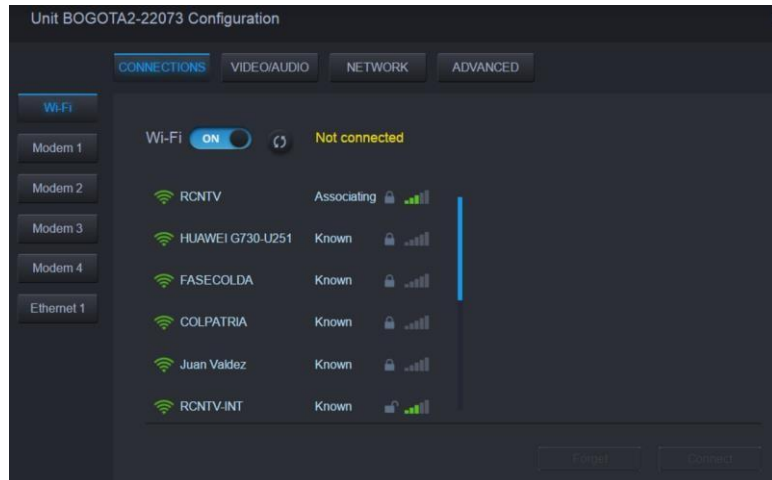 Unit BOGOTA2-22073 Configuration
CONNECTIONS VIDEO/AUDIO NETWORK ADVANCED
Wi-Fi
Modem 1
Modem 2
Modem 3
Modem 4
Ethernet 1
Wi-Fi ON Not connected
RCNTV Associating
HUAWEI G730-U251 Known
FASECOLDA Known
COLPATRIA Known
Juan Valdez Known
RCNTV-INT Known
Forget Connect